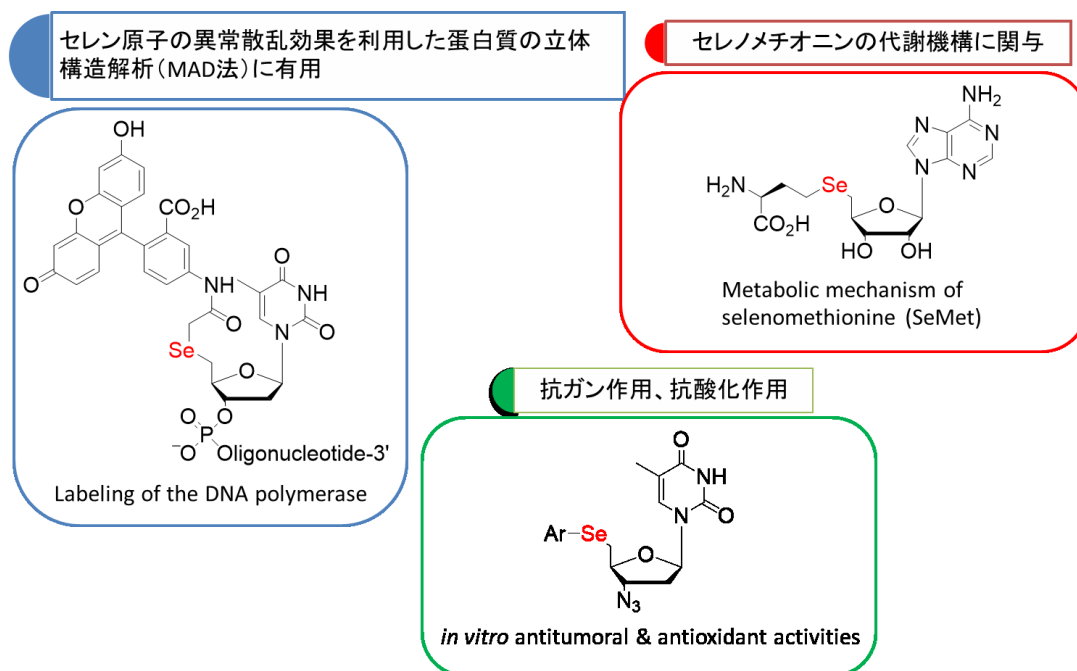 セレン原子の異常散乱効果を利用した蛋白質の立体
構造解析(MAD法)に有用
OH
O
CO₂H
O
NH
O
O
NH
N
O
Se
O
O
O
P
⁻O
Oligonucleotide-3'
Labeling of the DNA polymerase
セレノメチオニンの代謝機構に関与
NH₂
N
N
N
N
H₂N
Se
CO₂H
O
HO
OH
Metabolic mechanism of
selenomethionine (SeMet)
抗ガン作用、抗酸化作用
O
NH
N
O
Ar
Se
O
N₃
in vitro antitumoral & antioxidant activities